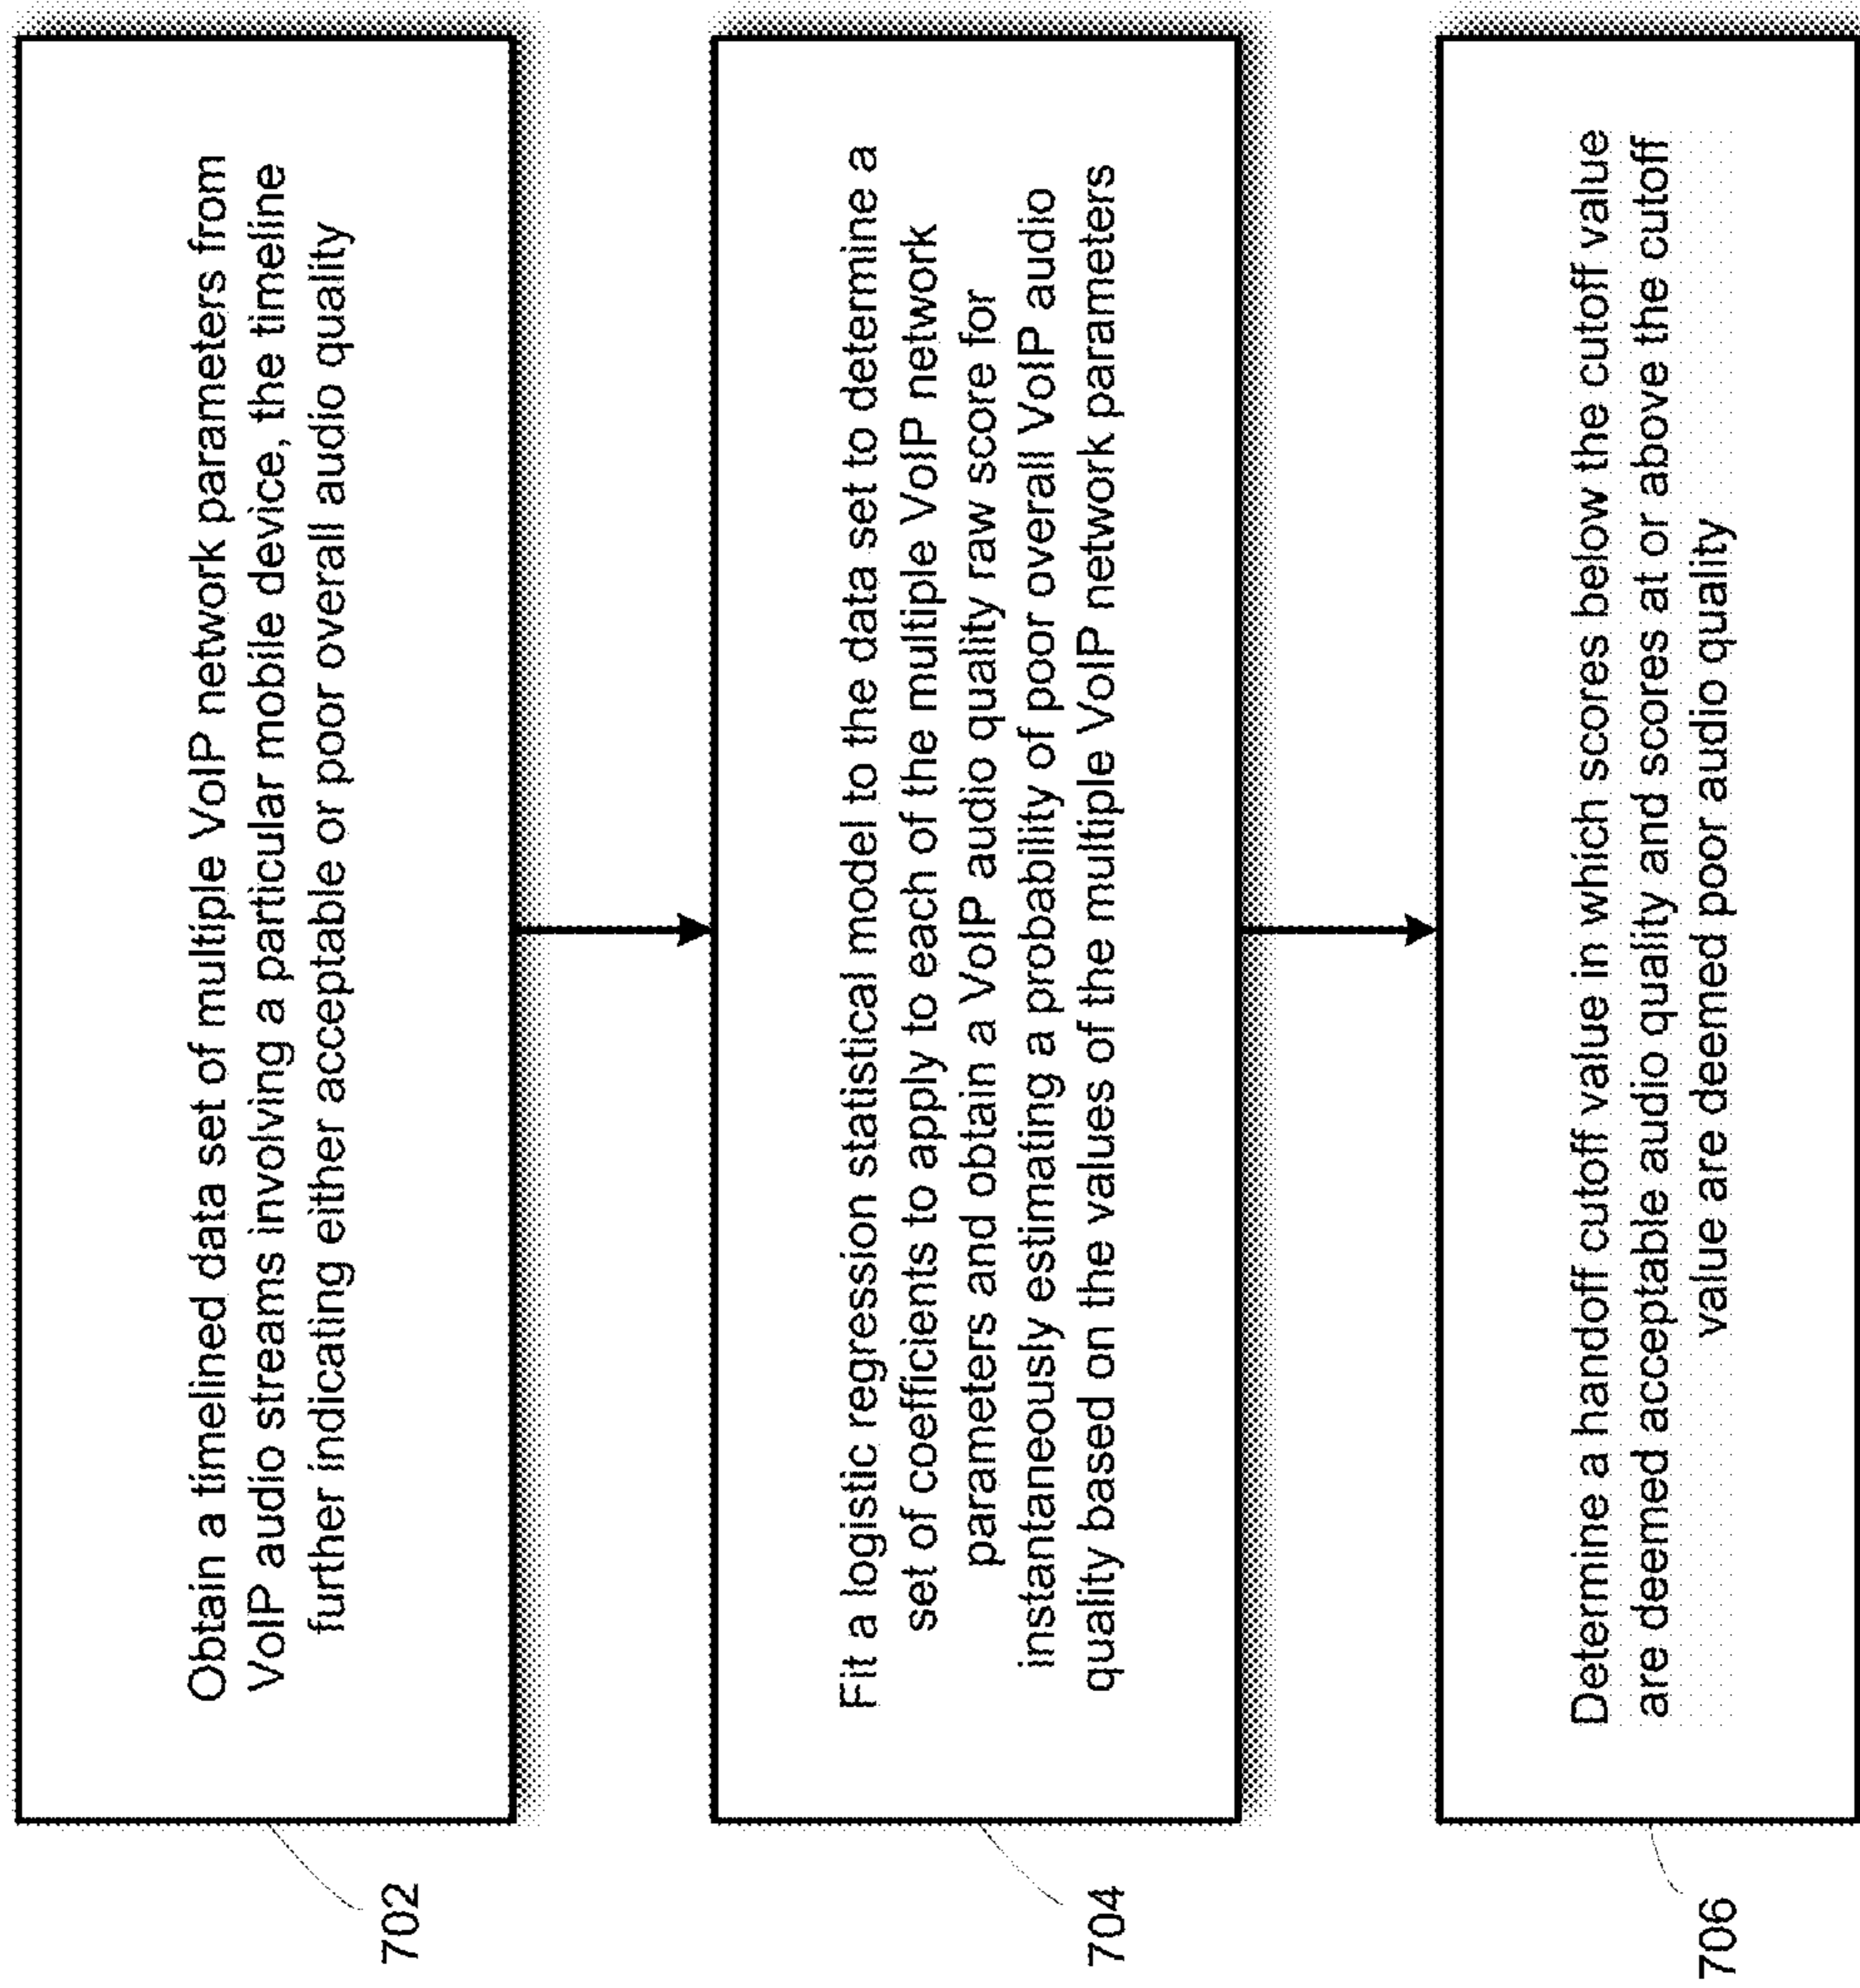 Obtain a timelined data set of multiple VoIP network parameters from
VoIP audio streams involving a particular mobile device, the timeline
further indicating either acceptable or poor overall audio quality
702
Fit a logistic regression statistical model to the data set to determine a
set of coefficients to apply to each of the multiple VoIP network
parameters and obtain a VoIP audio quality raw score for
instantaneously estimating a probability of poor overall VoIP audio
quality based on the values of the multiple VoIP network parameters
704
Determine a handoff cutoff value in which scores below the cutoff value
are deemed acceptable audio quality and scores at or above the cutoff
value are deemed poor audio quality
706